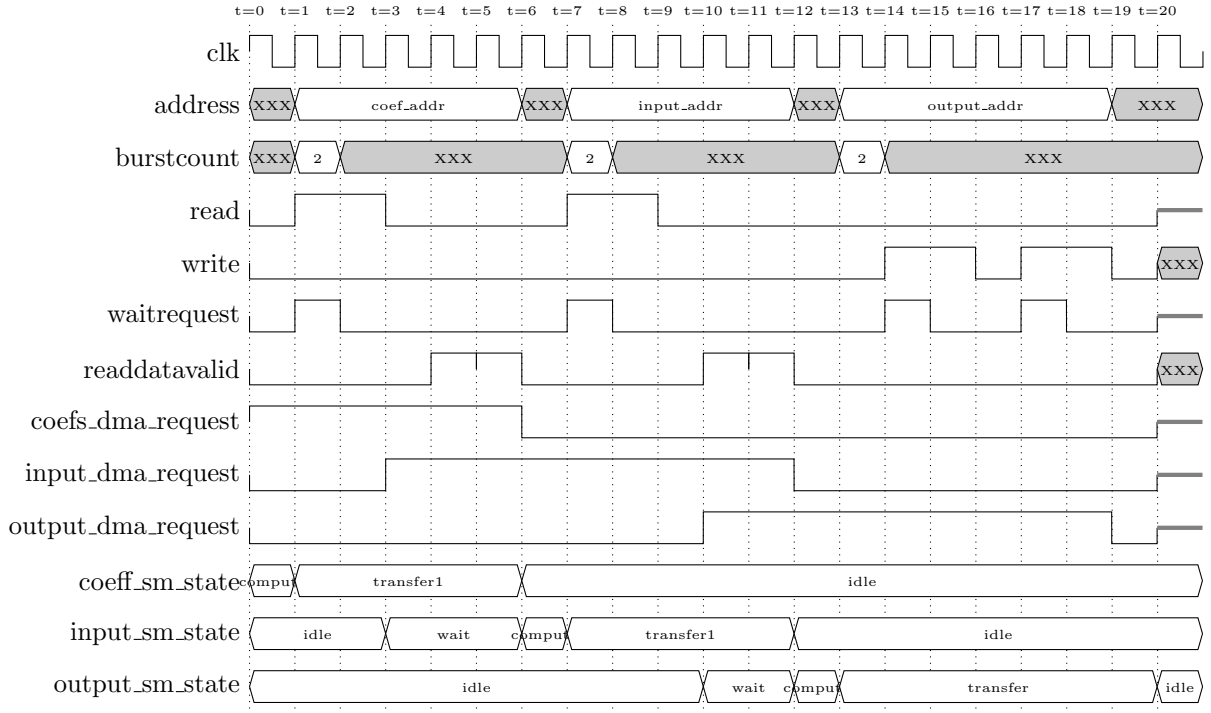 t=0 t=1 t=2 t=3 t=4 t=5 t=6 t=7 t=8 t=9 t=10 t=11 t=12 t=13 t=14 t=15 t=16 t=17 t=18 t=19 t=20
clk
address XXX coef_addr XXX input_addr XXX output_addr XXX
burstcount XXX 2 XXX 2 XXX 2 XXX
read
write XXX
waitrequest
readdatavalid XXX
coefs_dma_request
input_dma_request
output_dma_request
coeff_sm_state comput transfer1 idle
input_sm_state idle wait comput transfer1 idle
output_sm_state idle wait comput transfer idle